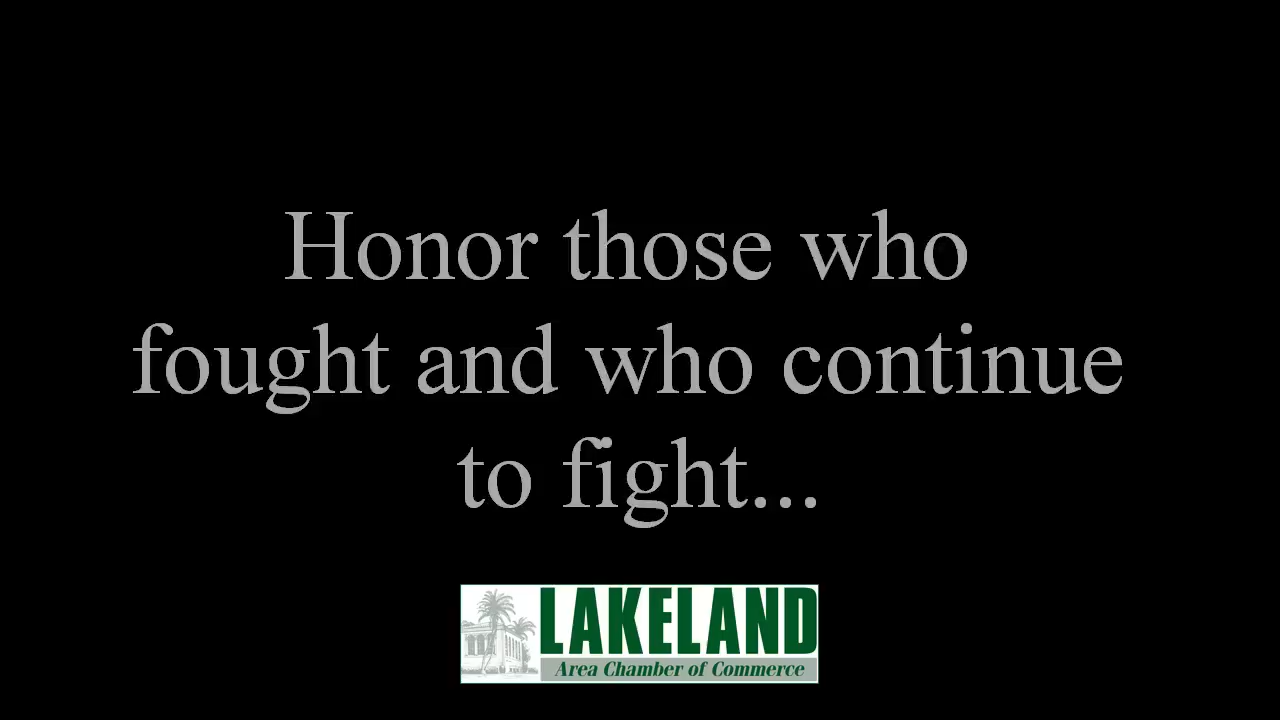 Honor those who
fought and who continue
to fight...
LAKELAND
Area Chamber of Commerce